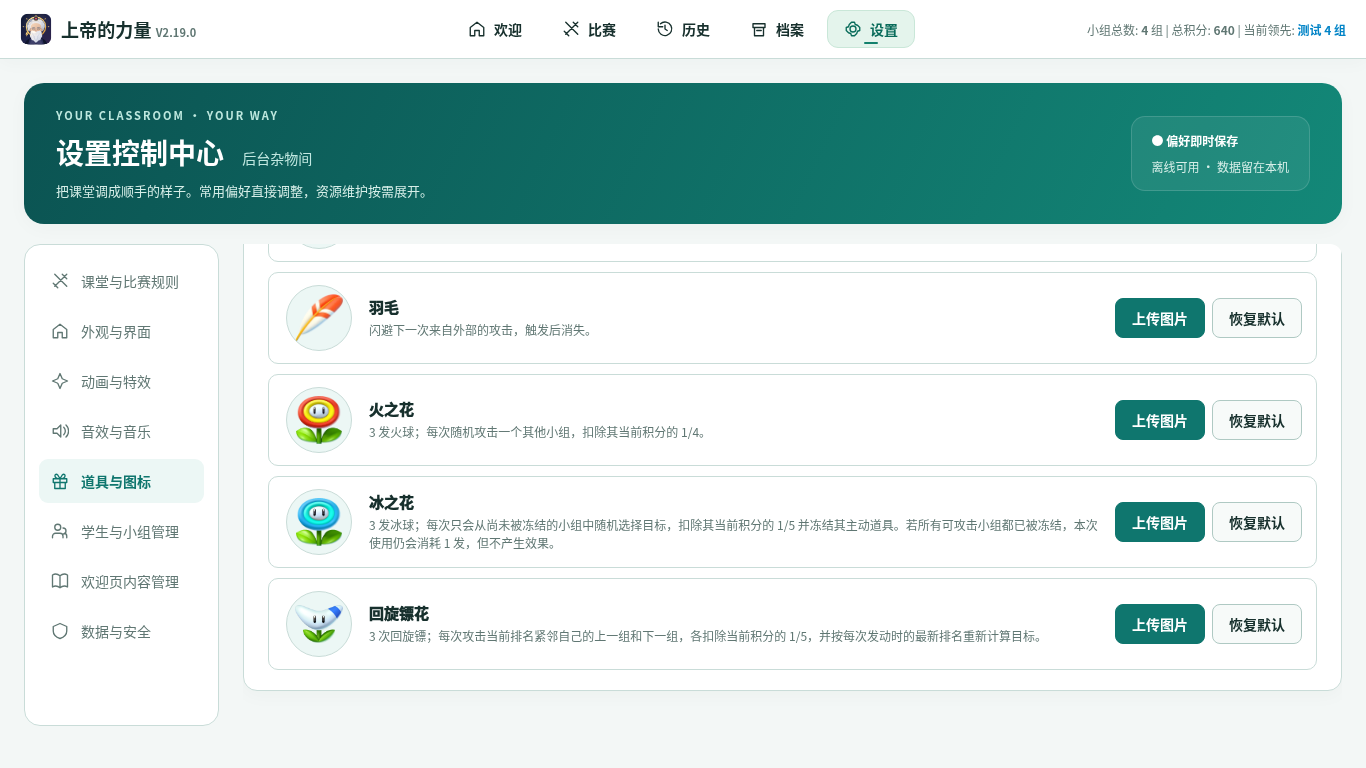 上帝的力量 V2.19.0
欢迎
比赛
历史
档案
设置
小组总数: 4 组 | 总积分: 640 | 当前领先: 测试 4 组
YOUR CLASSROOM • YOUR WAY
设置控制中心 后台杂物间
把课堂调成顺手的样子。常用偏好直接调整，资源维护按需展开。
偏好即时保存
离线可用 • 数据留在本机
课堂与比赛规则
外观与界面
动画与特效
音效与音乐
道具与图标
学生与小组管理
欢迎页内容管理
数据与安全
羽毛
闪避下一次来自外部的攻击，触发后消失。
上传图片
恢复默认
火之花
3 发火球；每次随机攻击一个其他小组，扣除其当前积分的 1/4。
上传图片
恢复默认
冰之花
3 发冰球；每次只会从尚未被冻结的小组中随机选择目标，扣除其当前积分的 1/5 并冻结其主动道具。若所有可攻击小组都已被冻结，本次
使用仍会消耗 1 发，但不产生效果。
上传图片
恢复默认
回旋镖花
3 次回旋镖；每次攻击当前排名紧邻自己的上一组和下一组，各扣除当前积分的 1/5，并按每次发动时的最新排名重新计算目标。
上传图片
恢复默认